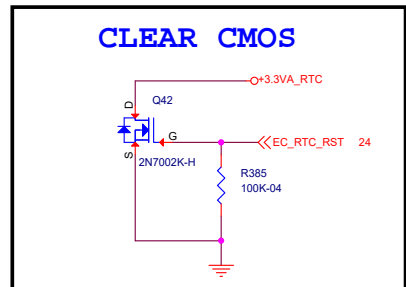 CLEAR CMOS
+3.3VA_RTC
D
Q42
G
EC_RTC_RST 24
S
2N7002K-H
R385
100K-04